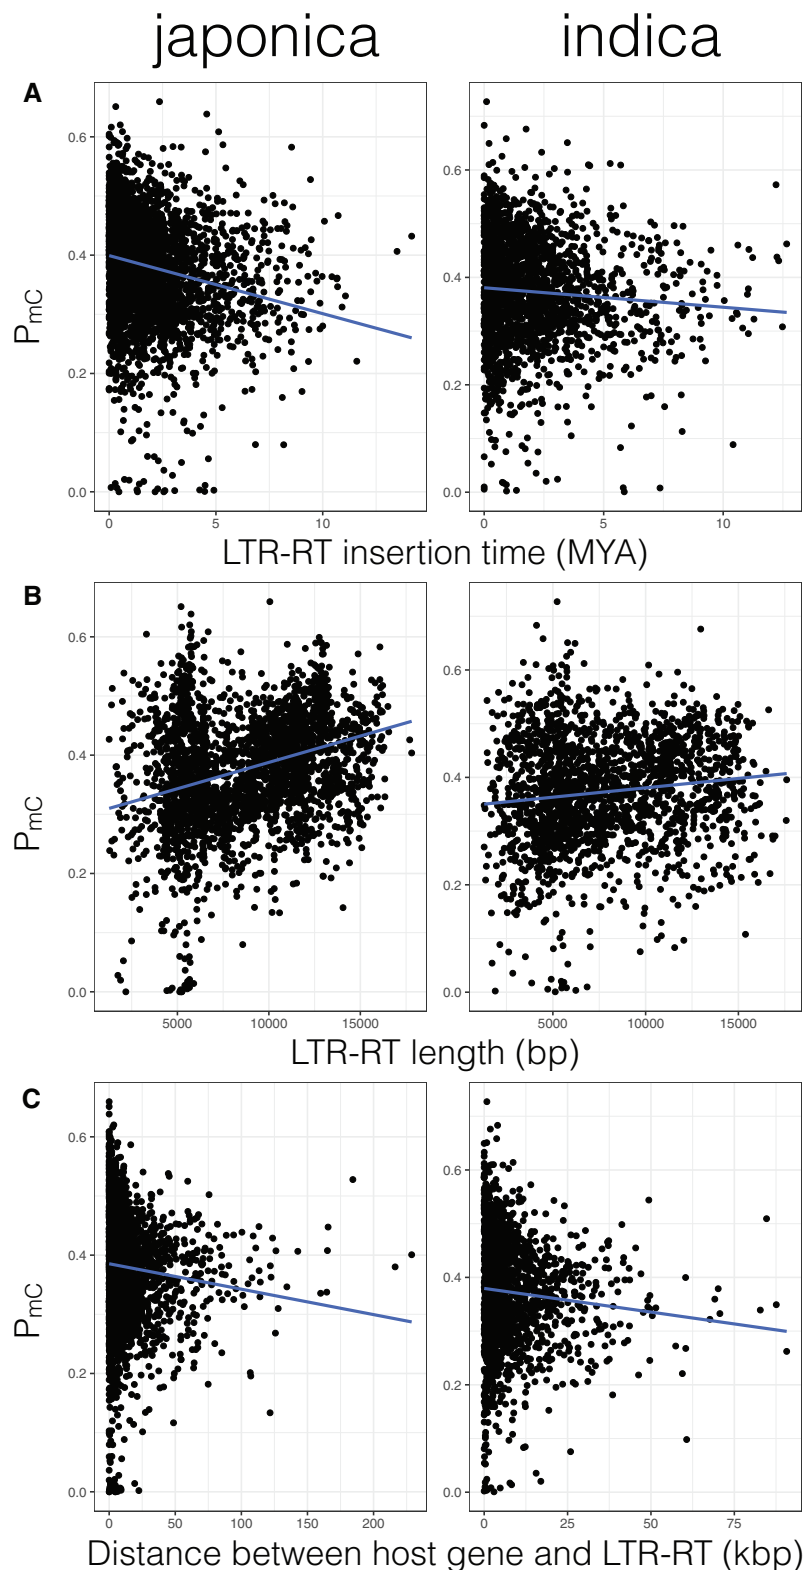 japonica indica
A
0.6 0.6
0.4 0.4
0.2 0.2
0.0 0.0
PmC
0 5 10 0 5 10
LTR-RT insertion time (MYA)
B
0.6 0.6
0.4 0.4
0.2 0.2
0.0 0.0
PmC
5000 10000 15000 5000 10000 15000
LTR-RT length (bp)
C
0.6 0.6
0.4 0.4
0.2 0.2
0.0 0.0
PmC
0 50 100 150 200 0 25 50 75
Distance between host gene and LTR-RT (kbp)